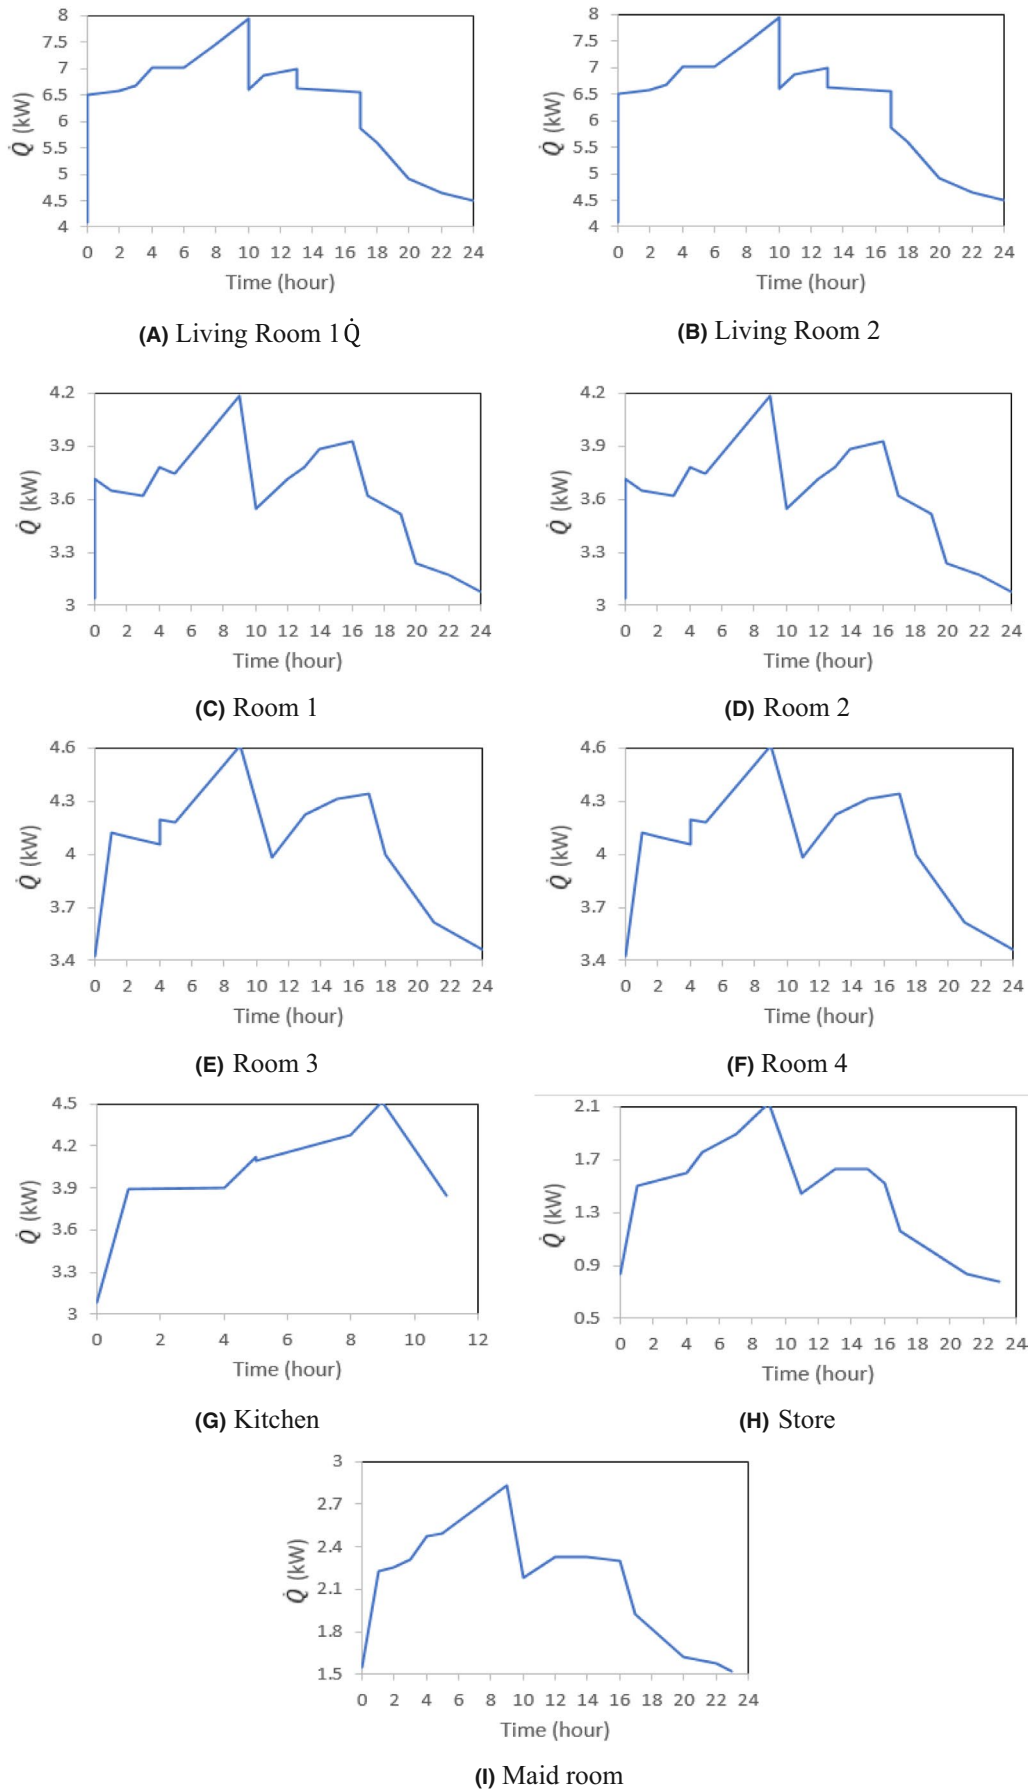 8
7.5
7
6.5
6
5.5
5
4.5
4
Q̇ (kW)
0 2 4 6 8 10 12 14 16 18 20 22 24
Time (hour)
(A) Living Room 1Q̇
8
7.5
7
6.5
6
5.5
5
4.5
4
Q̇ (kW)
0 2 4 6 8 10 12 14 16 18 20 22 24
Time (hour)
(B) Living Room 2
4.2
3.9
3.6
3.3
3
Q̇ (kW)
0 2 4 6 8 10 12 14 16 18 20 22 24
Time (hour)
(C) Room 1
4.2
3.9
3.6
3.3
3
Q̇ (kW)
0 2 4 6 8 10 12 14 16 18 20 22 24
Time (hour)
(D) Room 2
4.6
4.3
4
3.7
3.4
Q̇ (kW)
0 2 4 6 8 10 12 14 16 18 20 22 24
Time (hour)
(E) Room 3
4.6
4.3
4
3.7
3.4
Q̇ (kW)
0 2 4 6 8 10 12 14 16 18 20 22 24
Time (hour)
(F) Room 4
4.5
4.2
3.9
3.6
3.3
3
Q̇ (kW)
0 2 4 6 8 10 12
Time (hour)
(G) Kitchen
2.1
1.7
1.3
0.9
0.5
Q̇ (kW)
0 2 4 6 8 10 12 14 16 18 20 22 24
Time (hour)
(H) Store
3
2.7
2.4
2.1
1.8
1.5
Q̇ (kW)
0 2 4 6 8 10 12 14 16 18 20 22 24
Time (hour)
(I) Maid room